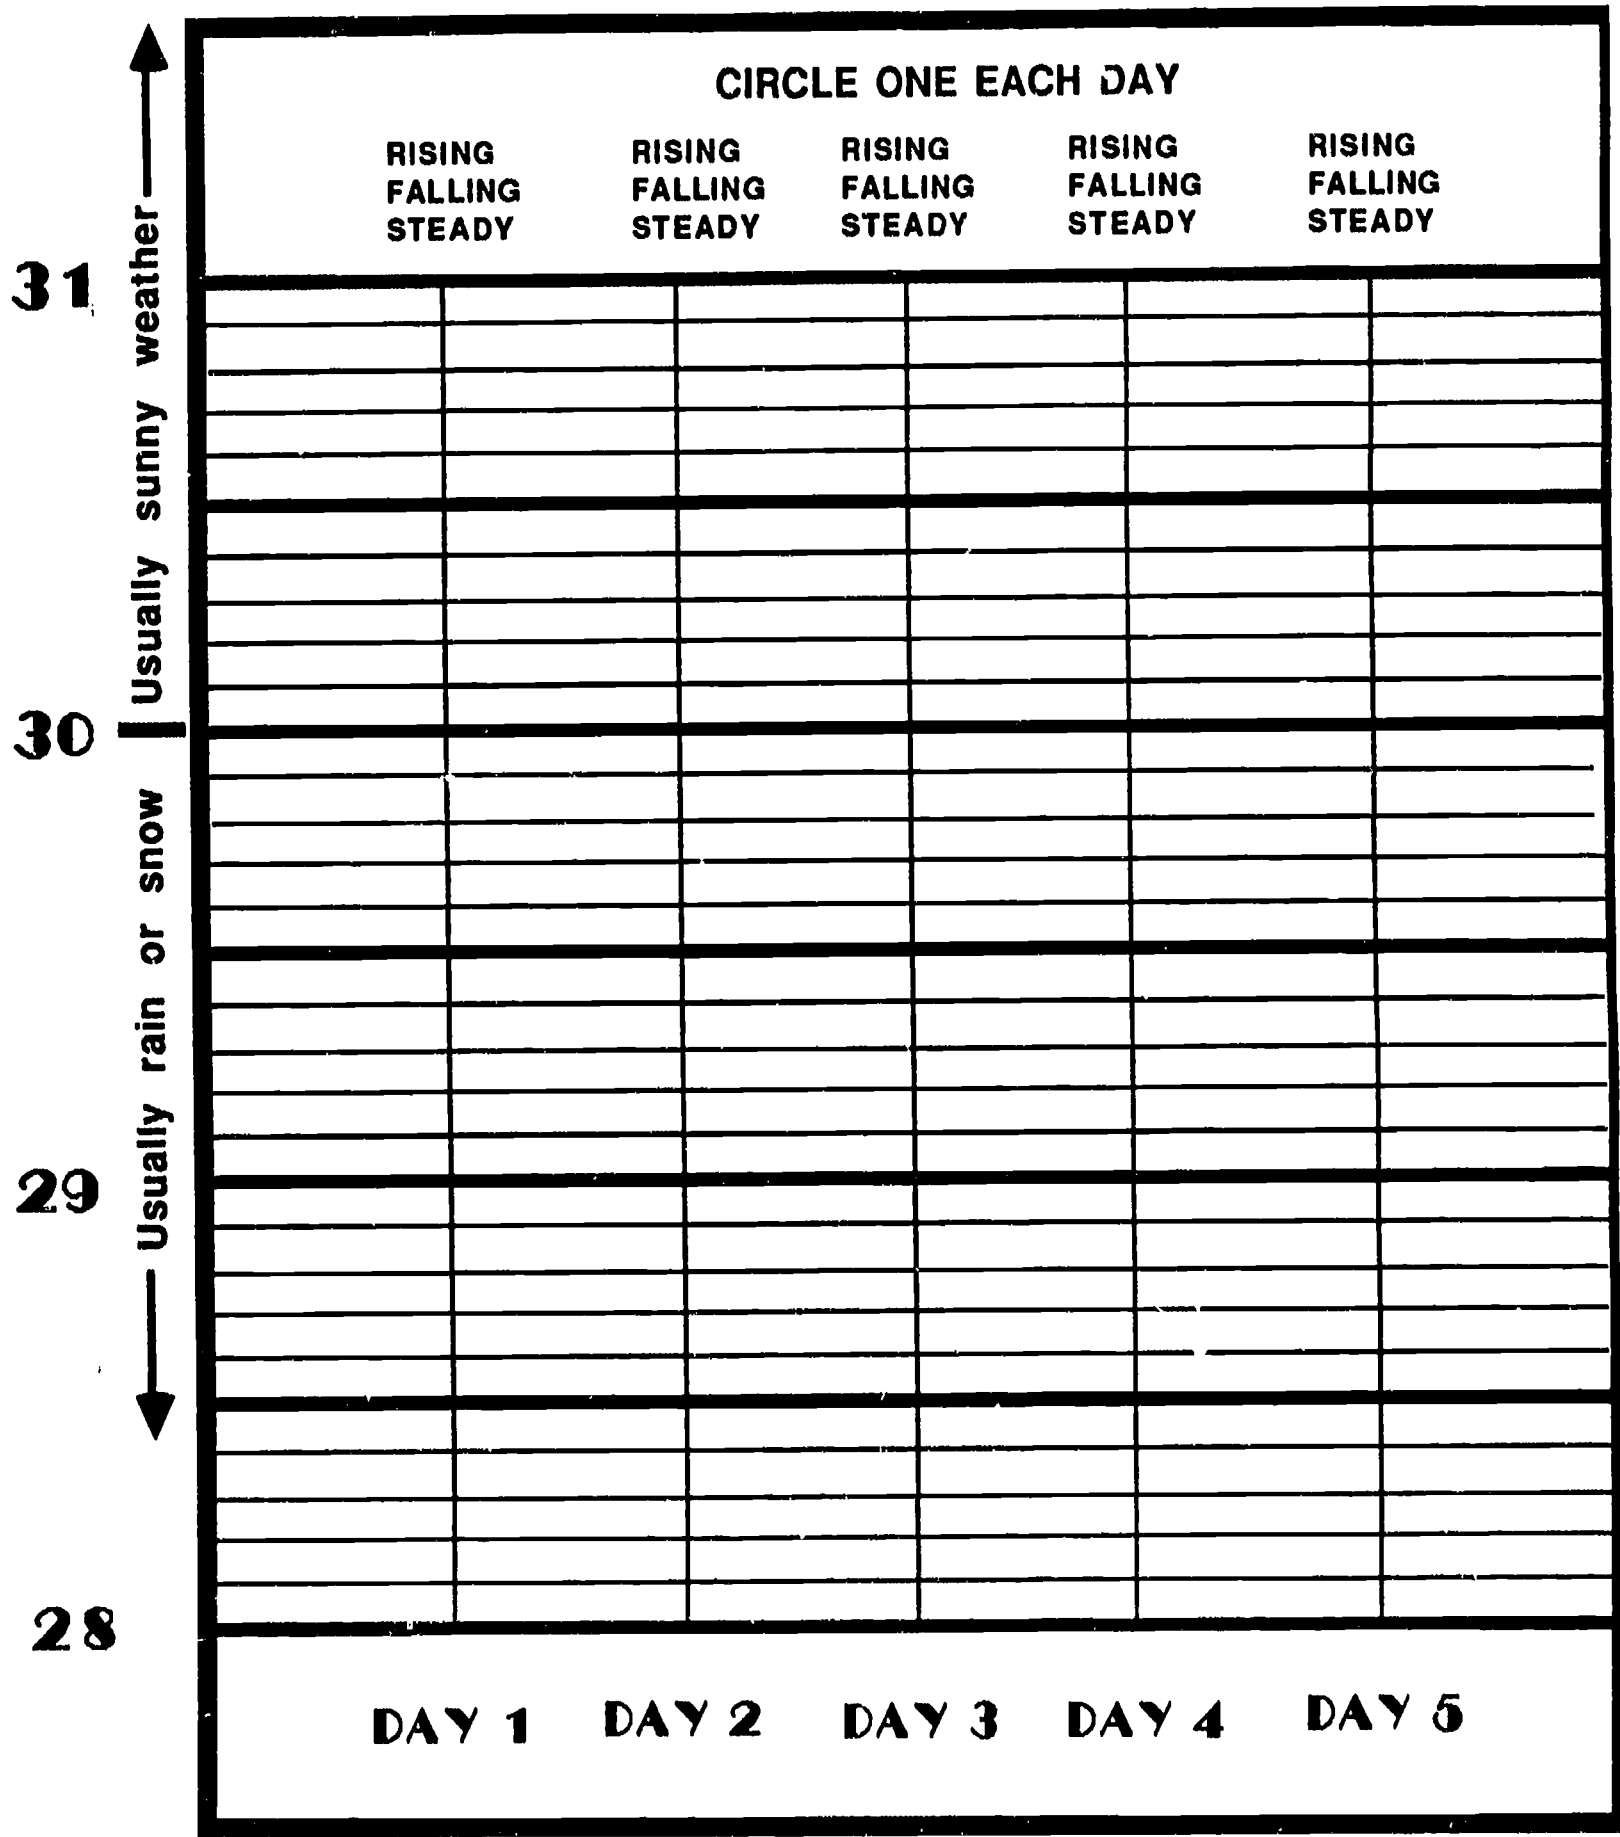 CIRCLE ONE EACH DAY
RISING RISING RISING RISING RISING
FALLING FALLING FALLING FALLING FALLING
STEADY STEADY STEADY STEADY STEADY
31
Usually sunny weather
30
Usually rain or snow
29
28
DAY 1 DAY 2 DAY 3 DAY 4 DAY 5